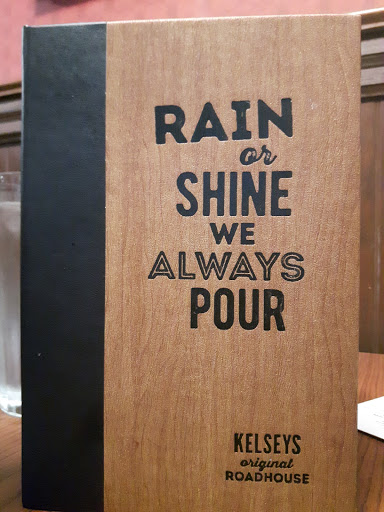 RAIN
or
SHINE
WE
ALWAYS
POUR
KELSEYS
original
ROADHOUSE